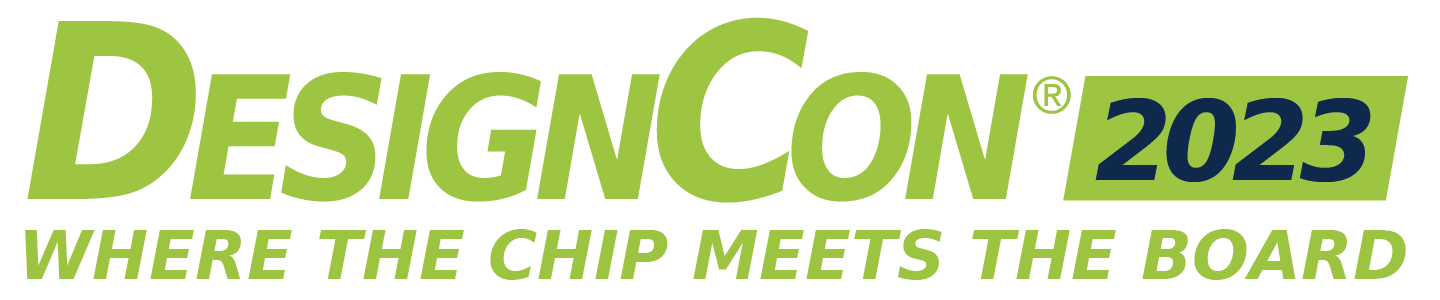 DESIGNCON® 2023
WHERE THE CHIP MEETS THE BOARD